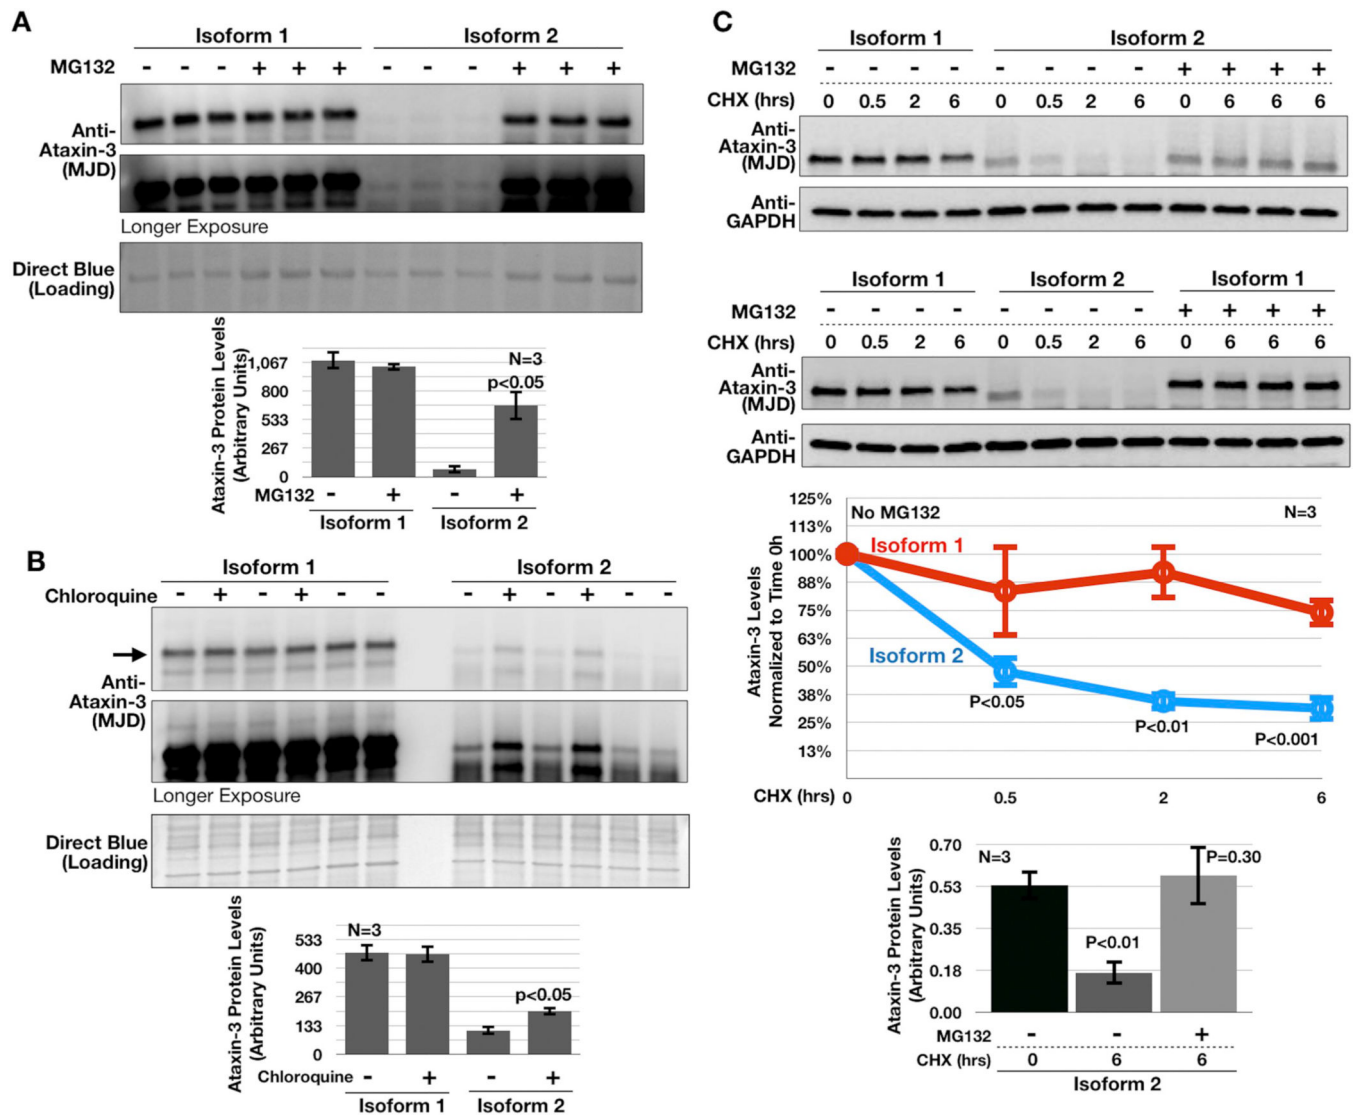 A
Isoform 1 Isoform 2
MG132 - - - + + + - - - + + +
Anti-
Ataxin-3
(MJD)
Longer Exposure
Direct Blue
(Loading)
Ataxin-3 Protein Levels
(Arbitrary Units)
1,067
800
533
267
0
N=3
p<0.05
MG132 - + - +
Isoform 1 Isoform 2
B
Isoform 1 Isoform 2
Chloroquine - + - + - - - + - + - -
Anti-
Ataxin-3
(MJD)
Longer Exposure
Direct Blue
(Loading)
Ataxin-3 Protein Levels
(Arbitrary Units)
533
400
267
133
0
N=3
p<0.05
Chloroquine - + - +
Isoform 1 Isoform 2
C
Isoform 1 Isoform 2
MG132 - - - - - - - - + + + +
CHX (hrs) 0 0.5 2 6 0 0.5 2 6 0 6 6 6
Anti-
Ataxin-3
(MJD)
Anti-
GAPDH
Isoform 1 Isoform 2 Isoform 1
MG132 - - - - - - - - + + + +
CHX (hrs) 0 0.5 2 6 0 0.5 2 6 0 6 6 6
Anti-
Ataxin-3
(MJD)
Anti-
GAPDH
Ataxin-3 Levels
Normalized to Time 0h
125%
113%
100%
88%
75%
63%
50%
38%
25%
13%
No MG132 N=3
Isoform 1
Isoform 2
P<0.05
P<0.01
P<0.001
CHX (hrs) 0 0.5 2 6
Ataxin-3 Protein Levels
(Arbitrary Units)
0.70
0.53
0.35
0.18
0.00
N=3 P=0.30
P<0.01
MG132 - - +
CHX (hrs) 0 6 6
Isoform 2